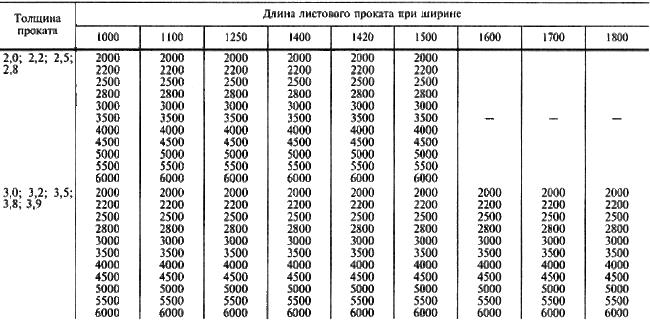 Толщина проката Длина листового проката при ширине
1000 1100 1250 1400 1420 1500 1600 1700 1800
2,0; 2,2; 2,5; 2000 2000 2000 2000 2000 2000
2,8 2200 2200 2200 2200 2200 2200
2500 2500 2500 2500 2500 2500
2800 2800 2800 2800 2800 2800
3000 3000 3000 3000 3000 3000
3500 3500 3500 3500 3500 3500 — — —
4000 4000 4000 4000 4000 4000
4500 4500 4500 4500 4500 4500
5000 5000 5000 5000 5000 5000
5500 5500 5500 5500 5500 5500
6000 6000 6000 6000 6000 6000
3,0; 3,2; 3,5; 2000 2000 2000 2000 2000 2000 2000 2000 2000
3,8; 3,9 2200 2200 2200 2200 2200 2200 2200 2200 2200
2500 2500 2500 2500 2500 2500 2500 2500 2500
2800 2800 2800 2800 2800 2800 2800 2800 2800
3000 3000 3000 3000 3000 3000 3000 3000 3000
3500 3500 3500 3500 3500 3500 3500 3500 3500
4000 4000 4000 4000 4000 4000 4000 4000 4000
4500 4500 4500 4500 4500 4500 4500 4500 4500
5000 5000 5000 5000 5000 5000 5000 5000 5000
5500 5500 5500 5500 5500 5500 5500 5500 5500
6000 6000 6000 6000 6000 6000 6000 6000 6000